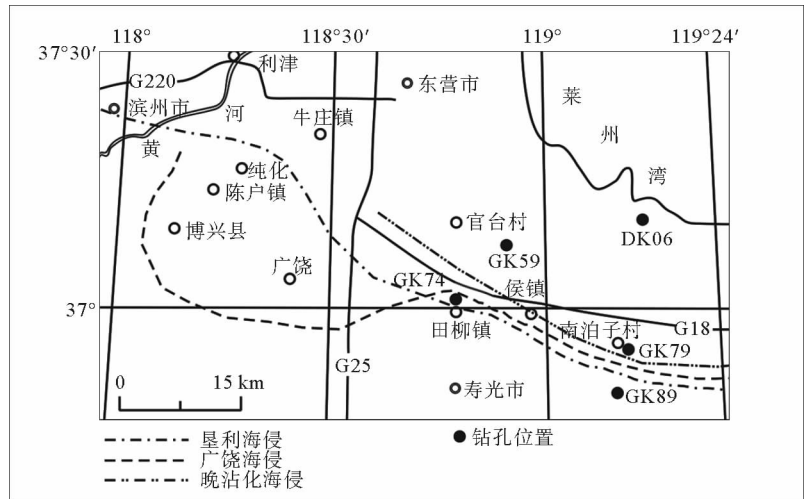 118°
118°30′
119°
119°24′
37°30′
利津
G220
东营市
滨州市
莱
州
湾
河
牛庄镇
黄
纯化
陈户镇
博兴县
官台村
DK06
GK59
广饶
GK74
侯镇
37°
田柳镇
南泊子村
G18
GK79
G25
0
15 km
寿光市
GK89
垦利海侵
钻孔位置
广饶海侵
晚沾化海侵